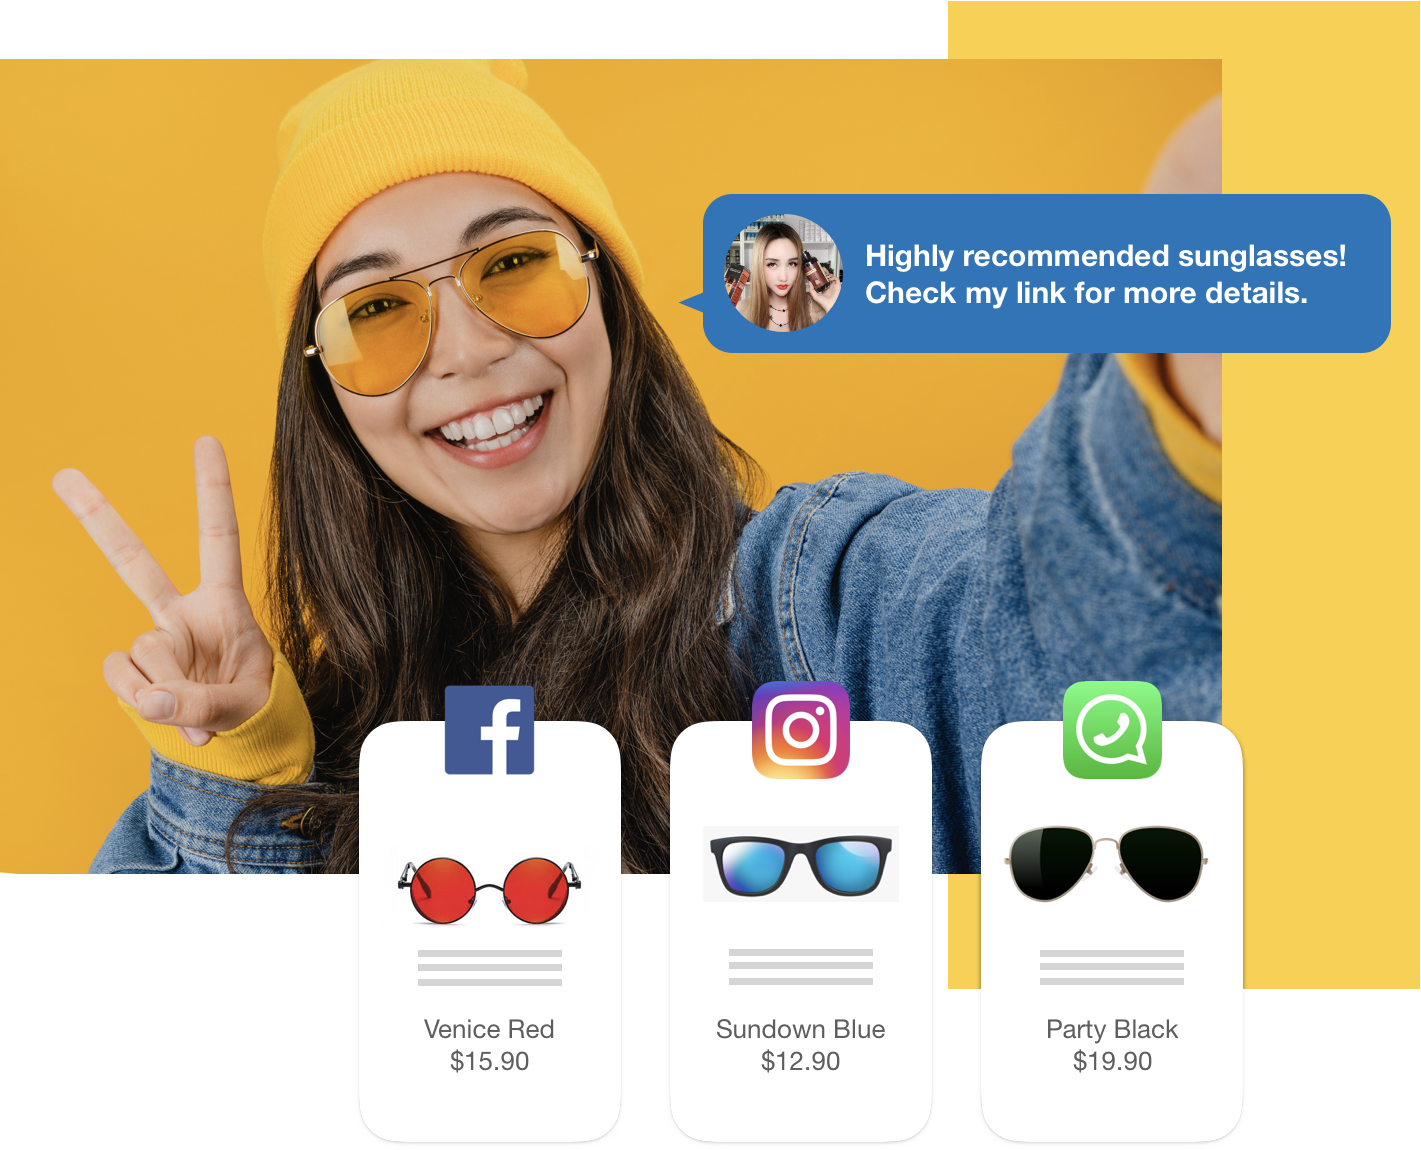 Highly recommended sunglasses!
Check my link for more details.
Venice Red
$15.90
Sundown Blue
$12.90
Party Black
$19.90